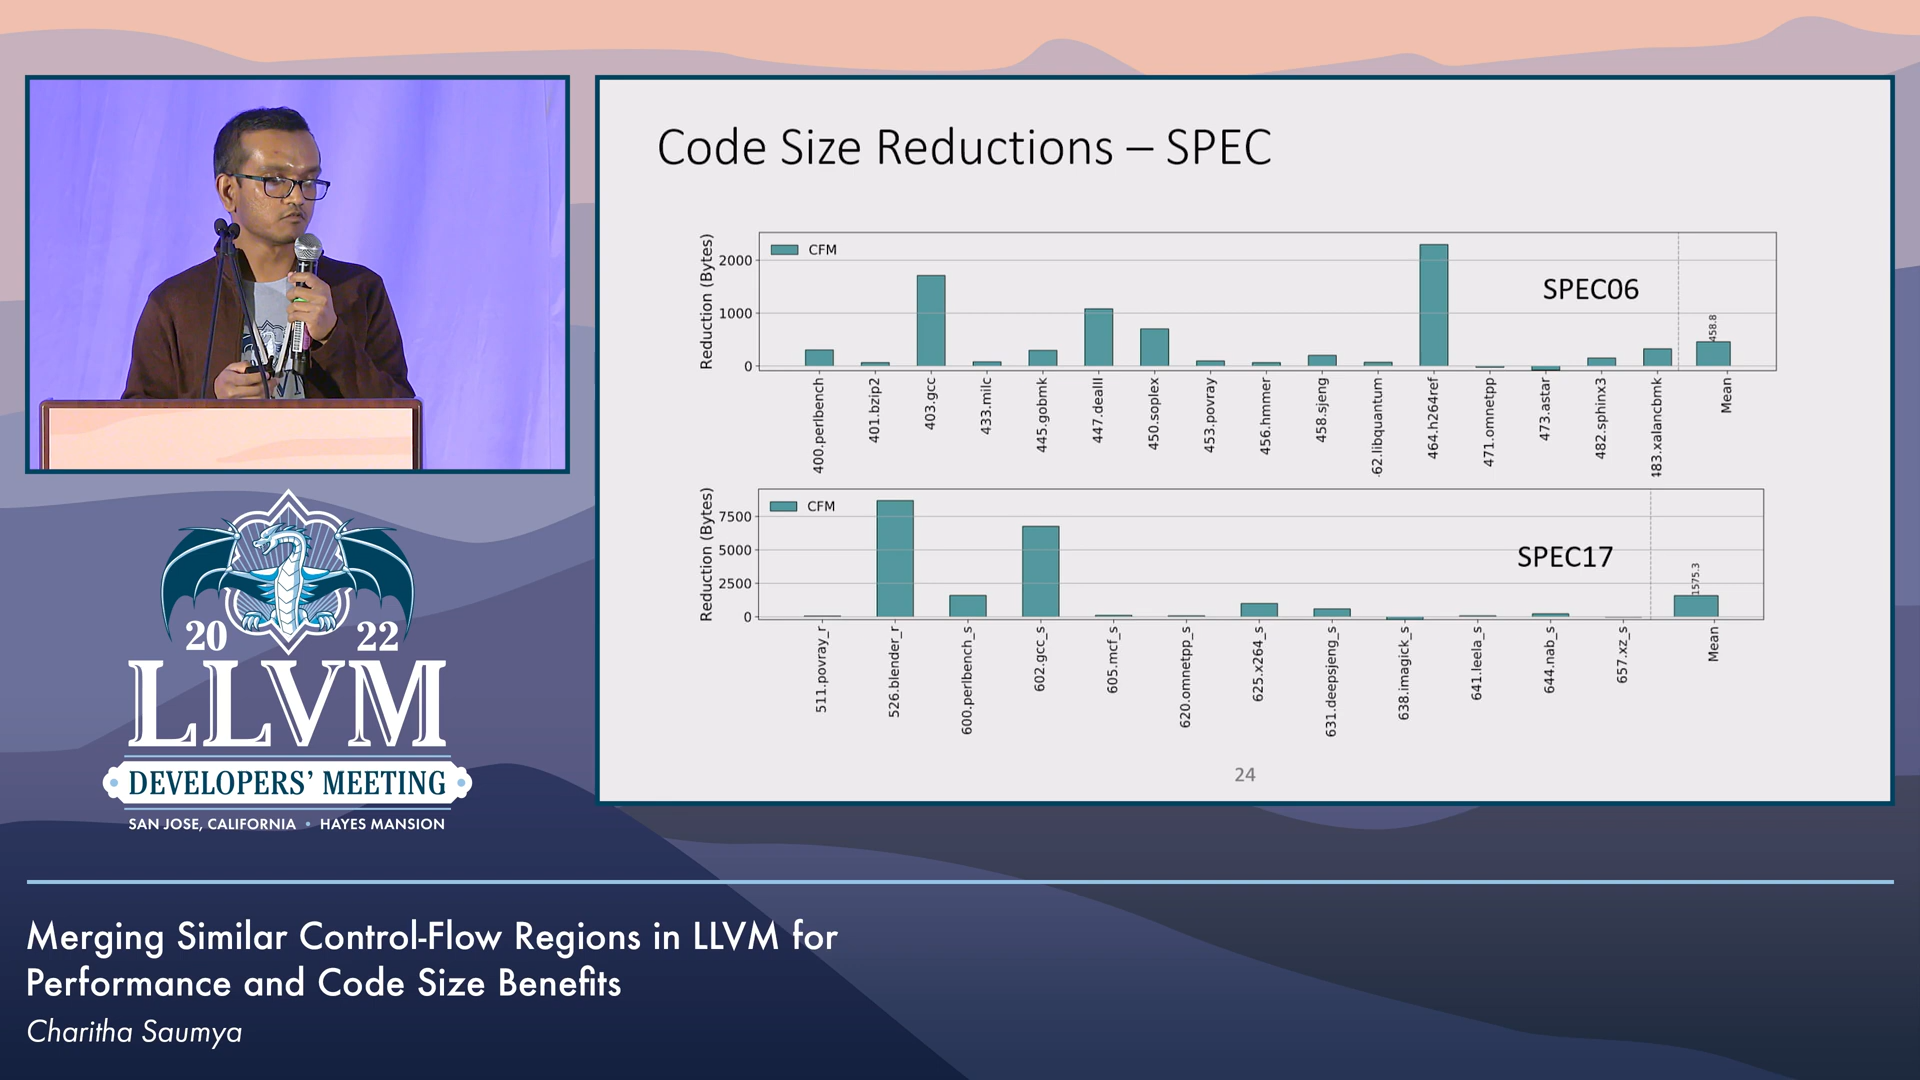 Code Size Reductions – SPEC
Reduction (Bytes)
2000
1000
0
CFM
SPEC06
458.8
400.perlbench
401.bzip2
403.gcc
433.milc
445.gobmk
447.dealII
450.soplex
453.povray
456.hmmer
458.sjeng
62.libquantum
464.h264ref
471.omnetpp
473.astar
482.sphinx3
483.xalancbmk
Mean
Reduction (Bytes)
7500
5000
2500
0
CFM
SPEC17
1575.3
511.povray_r
526.blender_r
600.perlbench_s
602.gcc_s
605.mcf_s
620.omnetpp_s
625.x264_s
631.deepsjeng_s
638.imagick_s
641.leela_s
644.nab_s
657.xz_s
Mean
24
20 22
LLVM
DEVELOPERS' MEETING
SAN JOSE, CALIFORNIA • HAYES MANSION
Merging Similar Control-Flow Regions in LLVM for
Performance and Code Size Benefits
Charitha Saumya